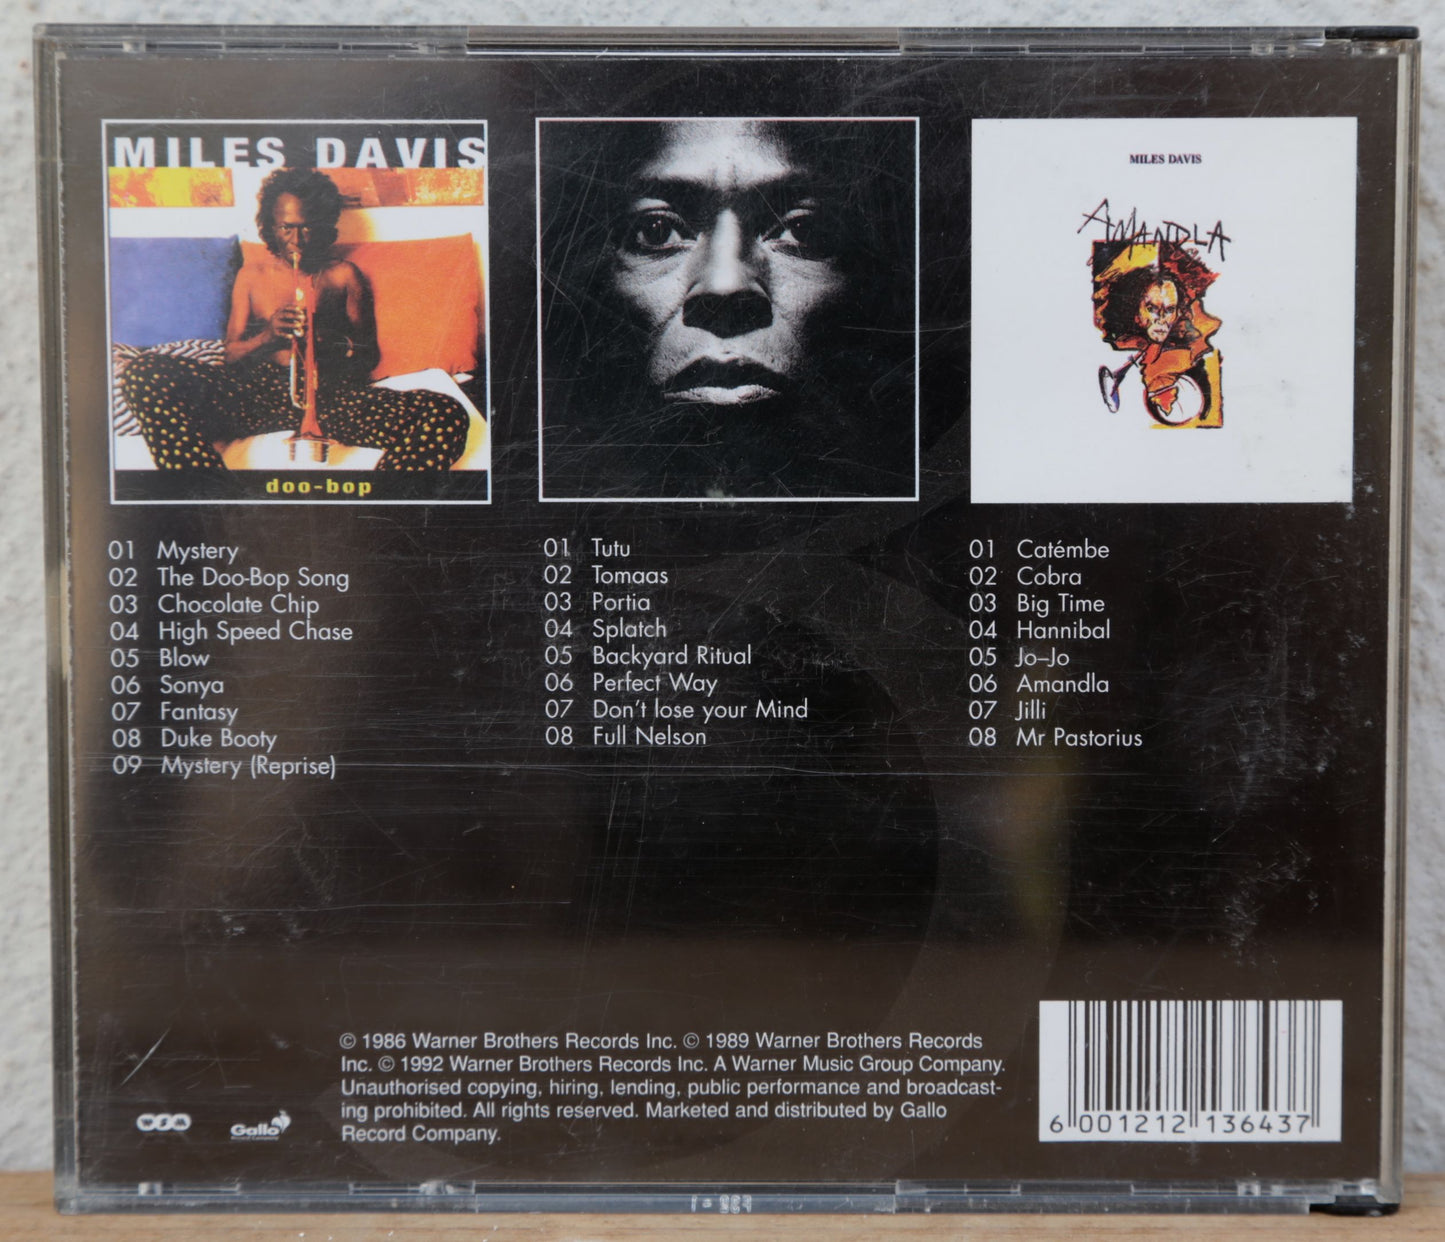 MILES DAVIS
doo-bop
MILES DAVIS
AMANDLA
01 Mystery
02 The Doo-Bop Song
03 Chocolate Chip
04 High Speed Chase
05 Blow
06 Sonya
07 Fantasy
08 Duke Booty
09 Mystery (Reprise)
01 Tutu
02 Tomaas
03 Portia
04 Splatch
05 Backyard Ritual
06 Perfect Way
07 Don't lose your Mind
08 Full Nelson
01 Catémbe
02 Cobra
03 Big Time
04 Hannibal
05 Jo–Jo
06 Amandla
07 Jilli
08 Mr Pastorius
© 1986 Warner Brothers Records Inc. © 1989 Warner Brothers Records
Inc. © 1992 Warner Brothers Records Inc. A Warner Music Group Company.
Unauthorised copying, hiring, lending, public performance and broadcast-
ing prohibited. All rights reserved. Marketed and distributed by Gallo
Record Company.
Gallo
6 001212 136437